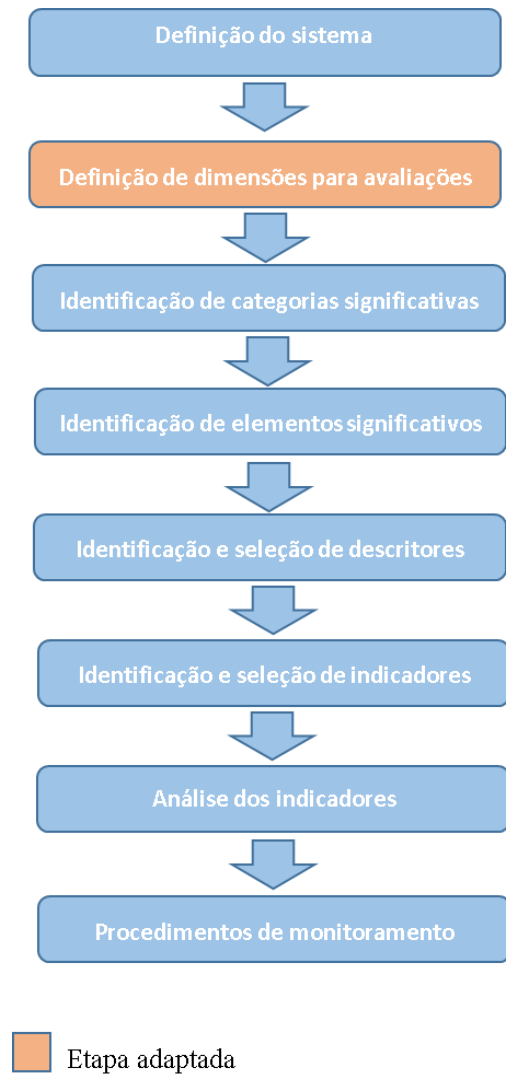 Definição do sistema
Definição de dimensões para avaliações
Identificação de categorias significativas
Identificação de elementos significativos
Identificação e seleção de descritores
Identificação e seleção de indicadores
Análise dos indicadores
Procedimentos de monitoramento
Etapa adaptada